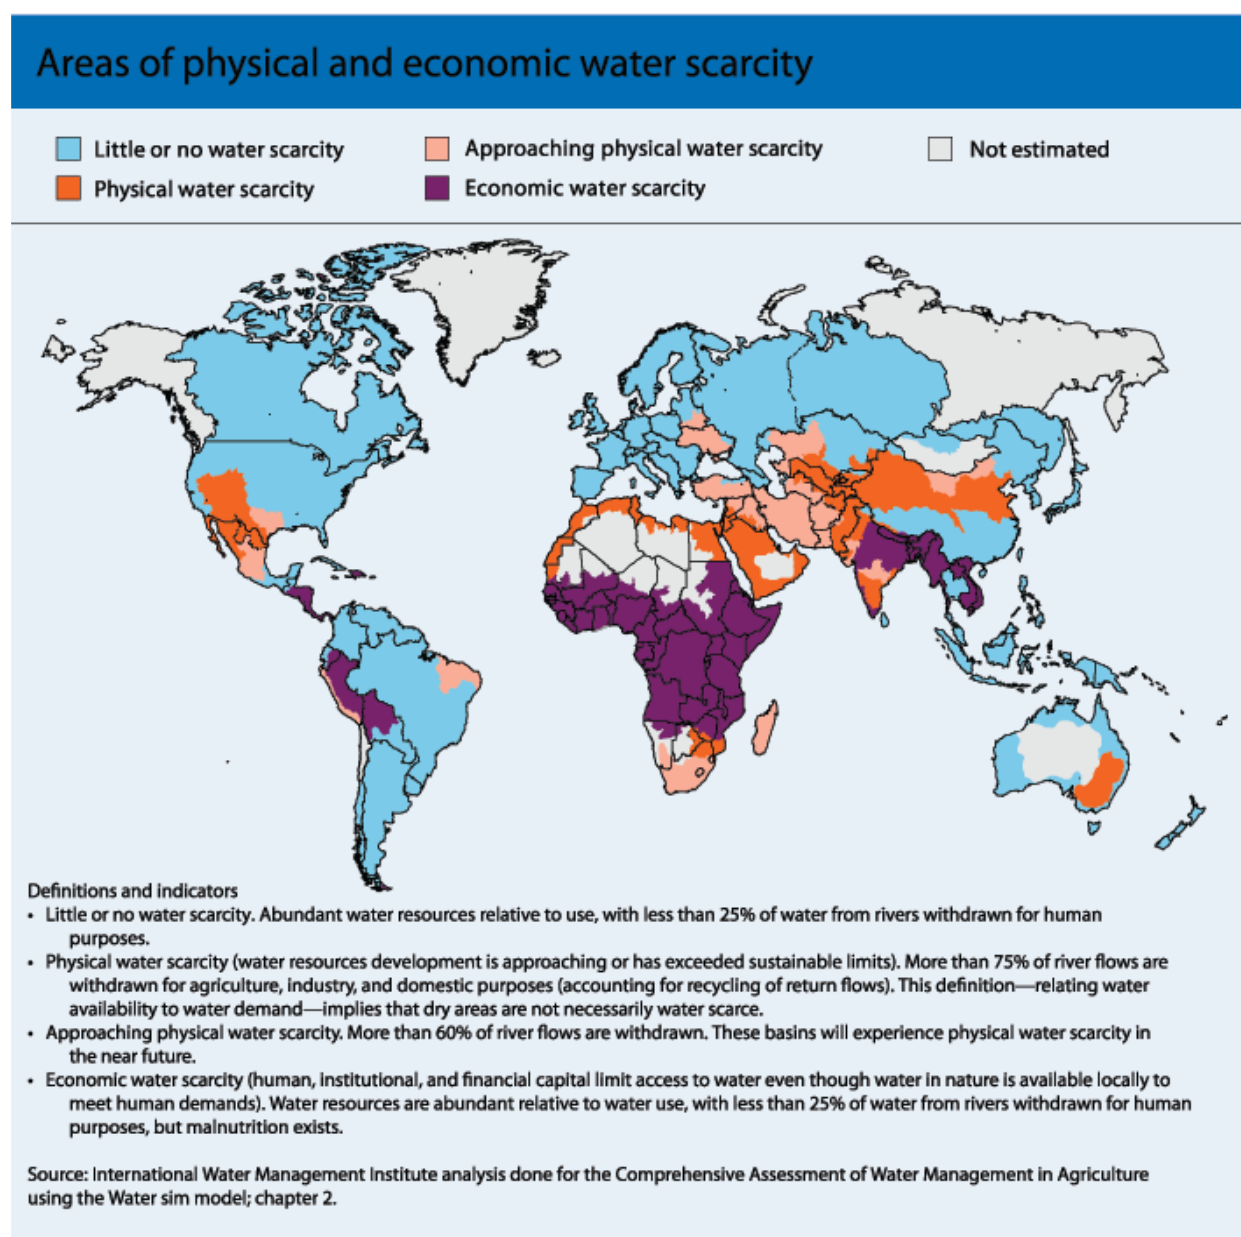 Areas of physical and economic water scarcity
Little or no water scarcity
Approaching physical water scarcity
Not estimated
Physical water scarcity
Economic water scarcity
Definitions and indicators
• Little or no water scarcity. Abundant water resources relative to use, with less than 25% of water from rivers withdrawn for human
purposes.
• Physical water scarcity (water resources development is approaching or has exceeded sustainable limits). More than 75% of river flows are
withdrawn for agriculture, industry, and domestic purposes (accounting for recycling of return flows). This definition—relating water
availability to water demand—implies that dry areas are not necessarily water scarce.
• Approaching physical water scarcity. More than 60% of river flows are withdrawn. These basins will experience physical water scarcity in
the near future.
• Economic water scarcity (human, institutional, and financial capital limit access to water even though water in nature is available locally to
meet human demands). Water resources are abundant relative to water use, with less than 25% of water from rivers withdrawn for human
purposes, but malnutrition exists.
Source: International Water Management Institute analysis done for the Comprehensive Assessment of Water Management in Agriculture
using the Water sim model; chapter 2.